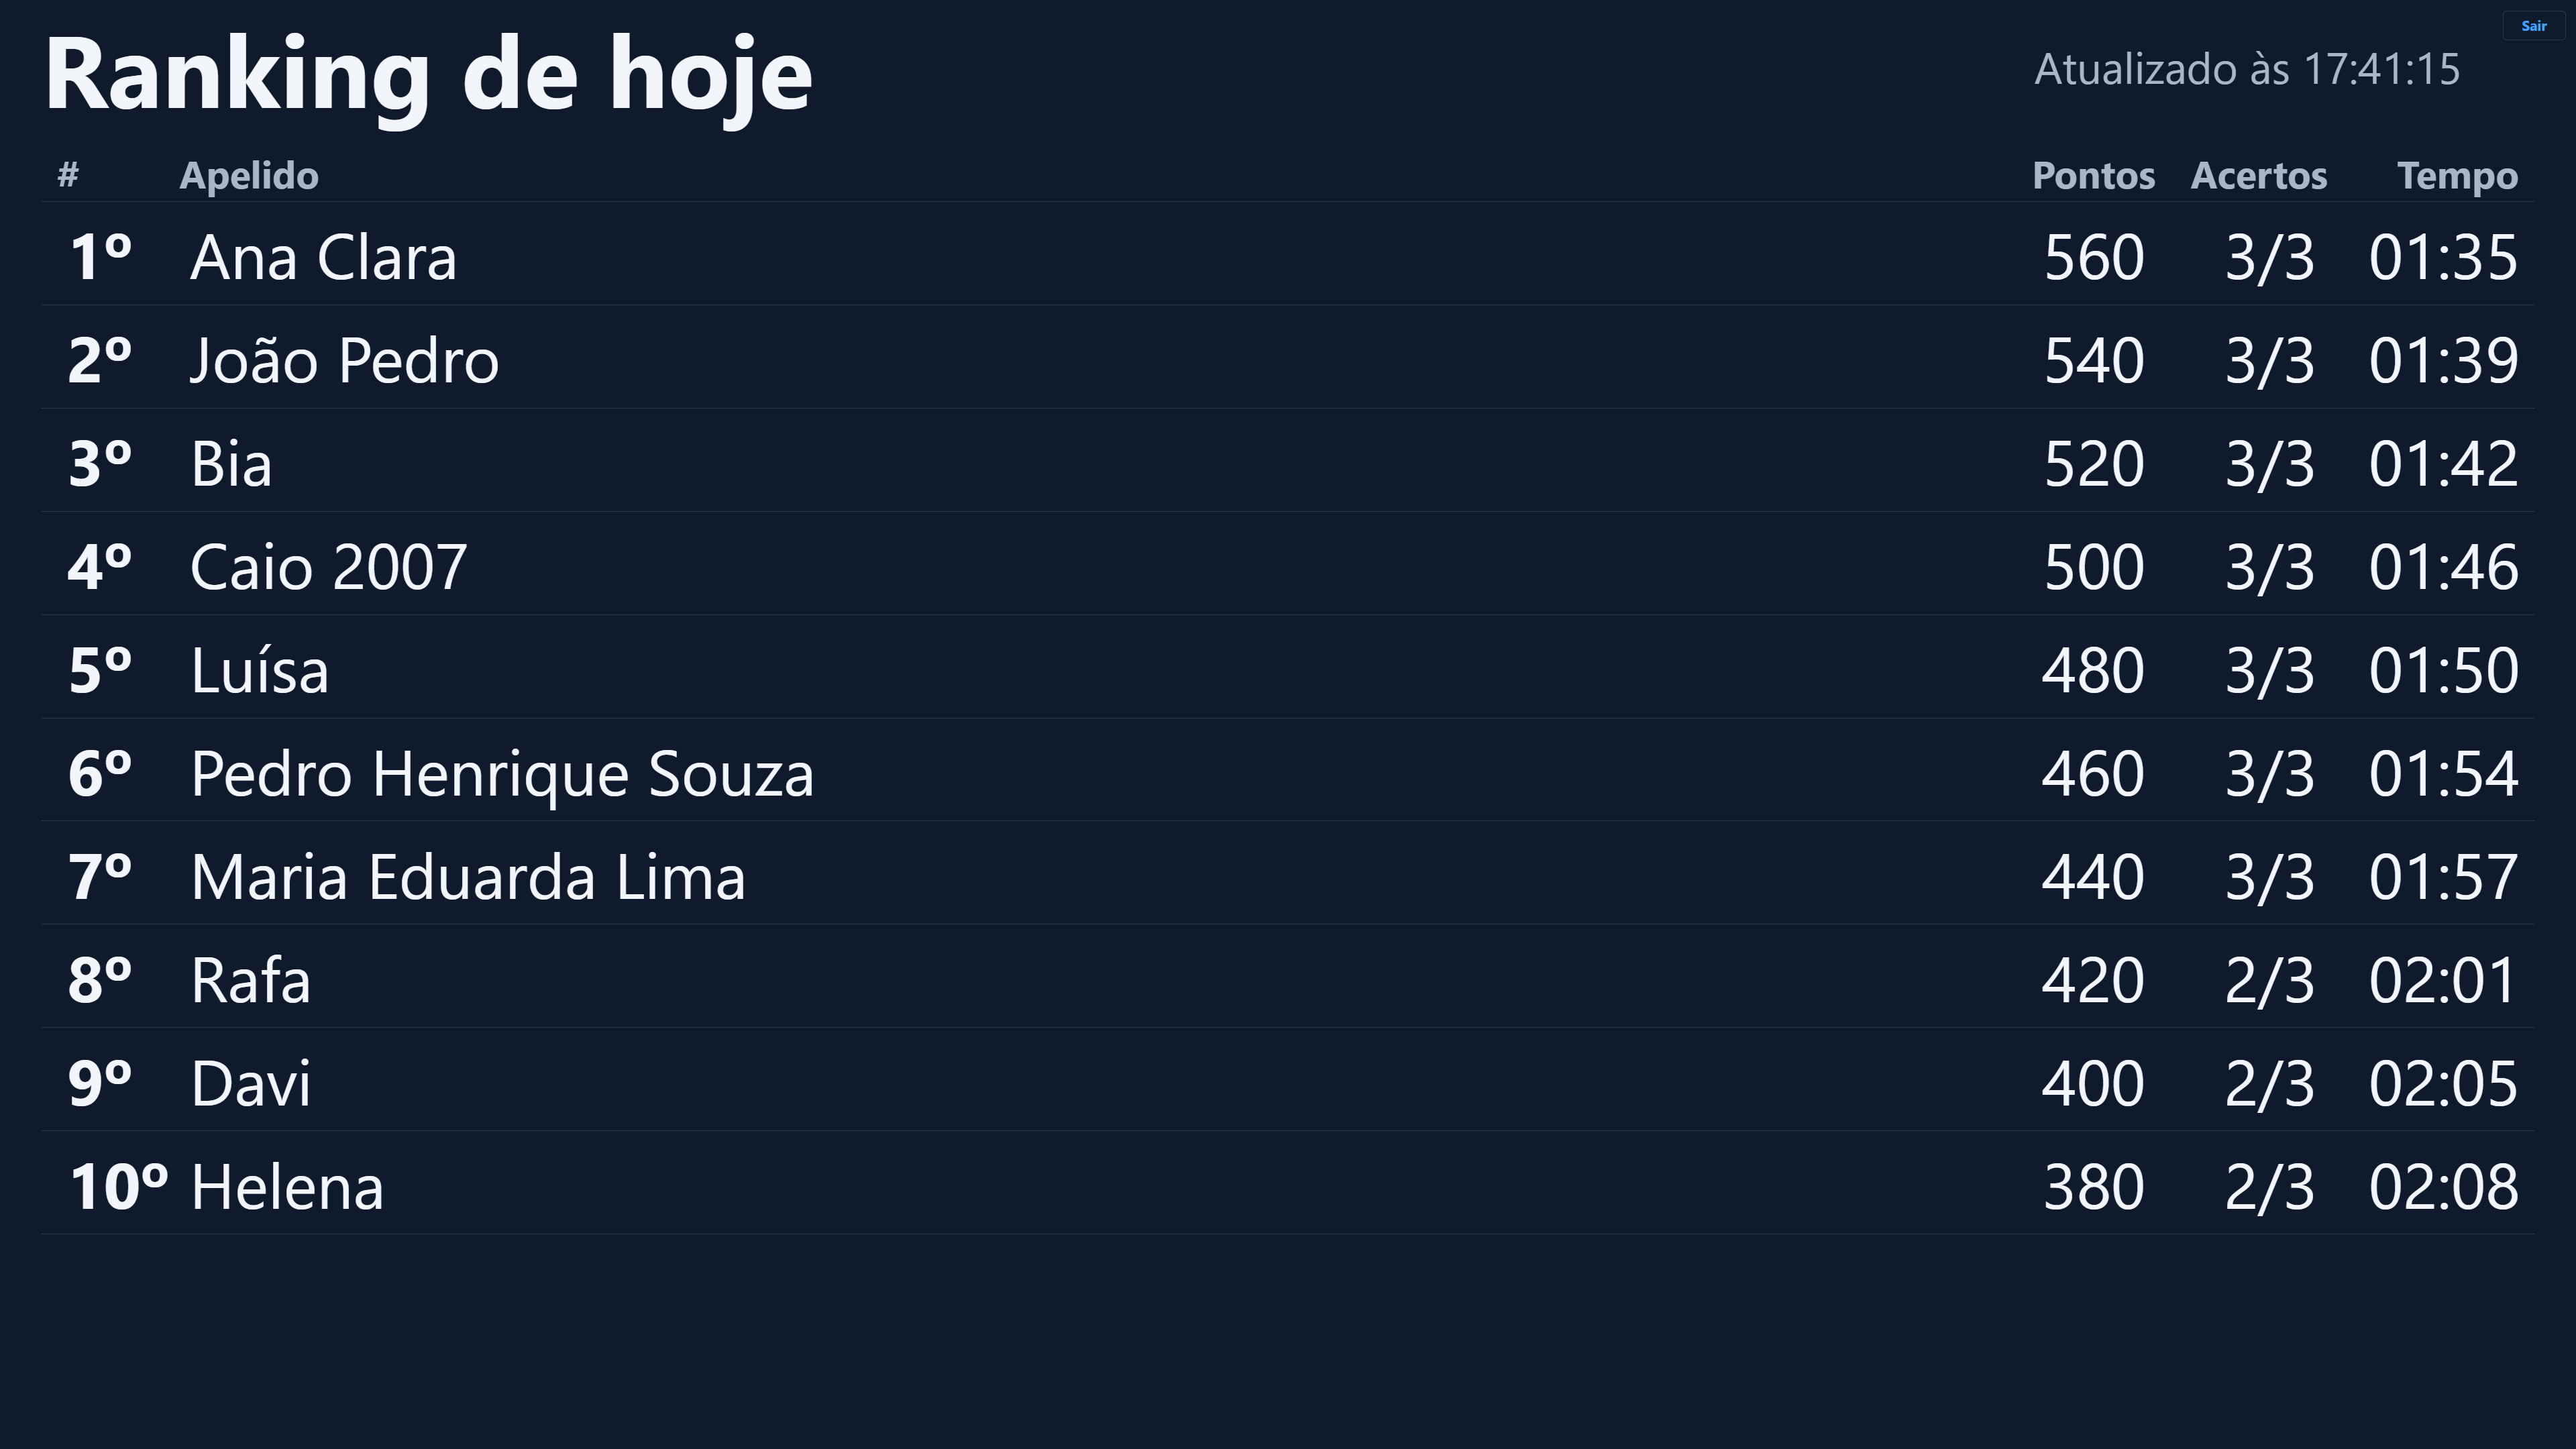 Sair
Ranking de hoje
Atualizado às 17:41:15
# Apelido Pontos Acertos Tempo
1º Ana Clara 560 3/3 01:35
2º João Pedro 540 3/3 01:39
3º Bia 520 3/3 01:42
4º Caio 2007 500 3/3 01:46
5º Luísa 480 3/3 01:50
6º Pedro Henrique Souza 460 3/3 01:54
7º Maria Eduarda Lima 440 3/3 01:57
8º Rafa 420 2/3 02:01
9º Davi 400 2/3 02:05
10º Helena 380 2/3 02:08